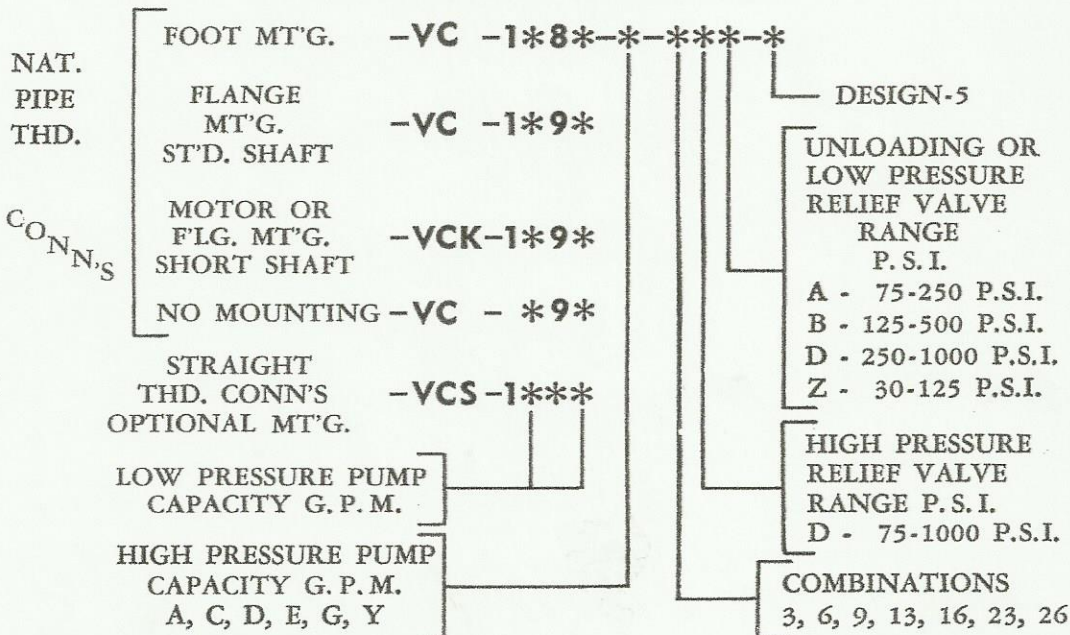 NAT.
PIPE
THD.
CONN'S
FOOT MT'G. -VC -1*8*-*-***-*
FLANGE
MT'G. -VC -1*9*
ST'D. SHAFT
MOTOR OR
F'LG. MT'G. -VCK-1*9*
SHORT SHAFT
NO MOUNTING -VC - *9*
STRAIGHT
THD. CONN'S -VCS-1***
OPTIONAL MT'G.
LOW PRESSURE PUMP
CAPACITY G.P.M.
HIGH PRESSURE PUMP
CAPACITY G.P.M.
A, C, D, E, G, Y
DESIGN-5
UNLOADING OR
LOW PRESSURE
RELIEF VALVE
RANGE
P.S.I.
A - 75-250 P.S.I.
B - 125-500 P.S.I.
D - 250-1000 P.S.I.
Z - 30-125 P.S.I.
HIGH PRESSURE
RELIEF VALVE
RANGE P.S.I.
D - 75-1000 P.S.I.
COMBINATIONS
3, 6, 9, 13, 16, 23, 26